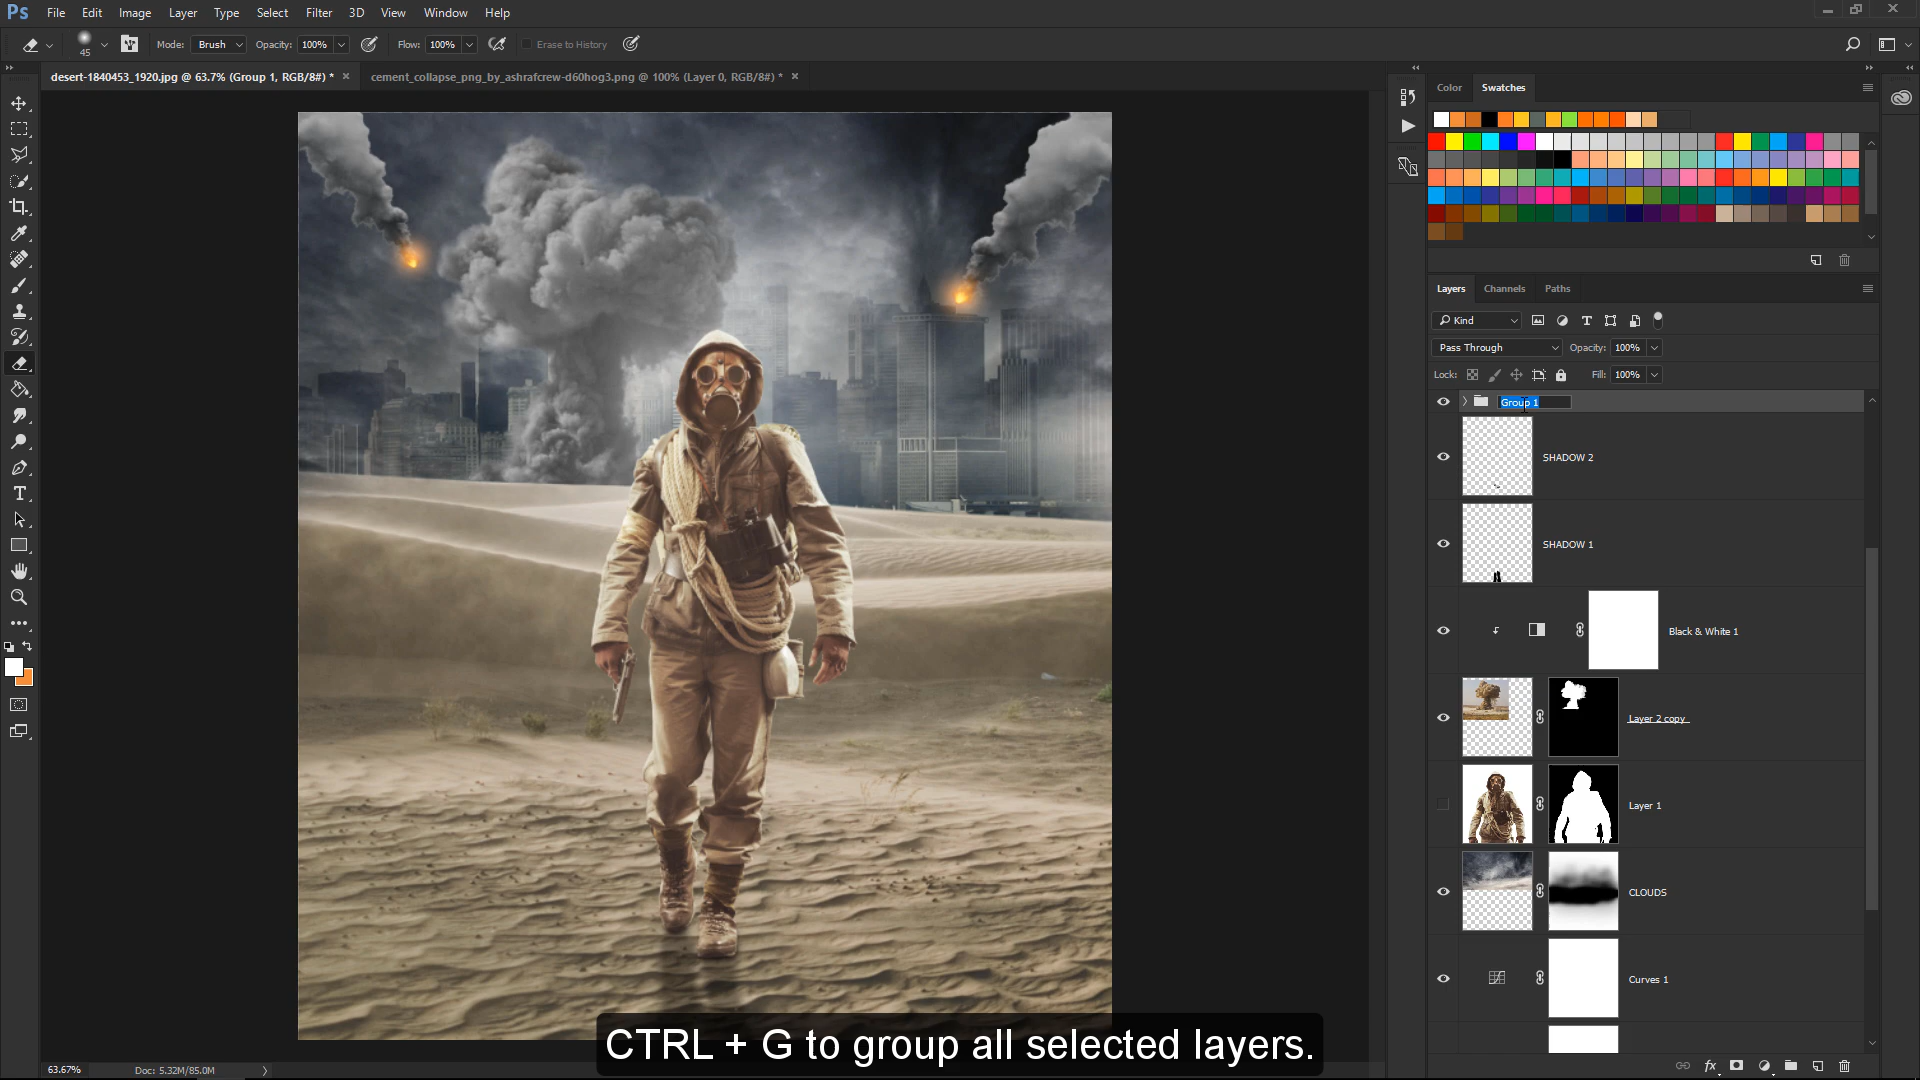 Ps File Edit Image Layer Type Select Filter 3D View Window Help
45 Mode: Brush Opacity: 100% Flow: 100% Erase to History
desert-1840453_1920.jpg @ 63.7% (Group 1, RGB/8#) * × cement_collapse_png_by_ashrafcrew-d60hog3.png @ 100% (Layer 0, RGB/8#) * ×
Color Swatches
Layers Channels Paths
Kind
Pass Through Opacity: 100%
Lock: Fill: 100%
Group 1
SHADOW 2
SHADOW 1
Black & White 1
Layer 2 copy
Layer 1
CLOUDS
Curves 1
CTRL + G to group all selected layers.
63.67% Doc: 5.32M/85.0M
fx